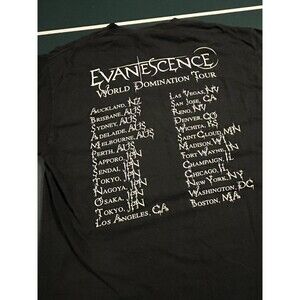 EVANESCENCE
WORLD DOMINATION TOUR
AUCKLAND, NZ
BRISBANE, AUS
SYDNEY, AUS
ADELAIDE, AUS
MELBOURNE, AUS
PERTH, AUS
SAPPORO, JPN
SENDAI, JPN
TOKYO, JPN
NAGOYA, JPN
OSAKA, JPN
TOKYO, JPN
LOS ANGELES, CA
LAS VEGAS, NV
SAN JOSE, CA
RENO, NV
DENVER, CO
WICHITA, KS
SAINT CLOUD, MN
MADISON, WI
FORT WAYNE, IN
CHAMPAIGN, IL
CHICAGO, IL
NEW YORK, NY
WASHINGTON, DC
BOSTON, MA